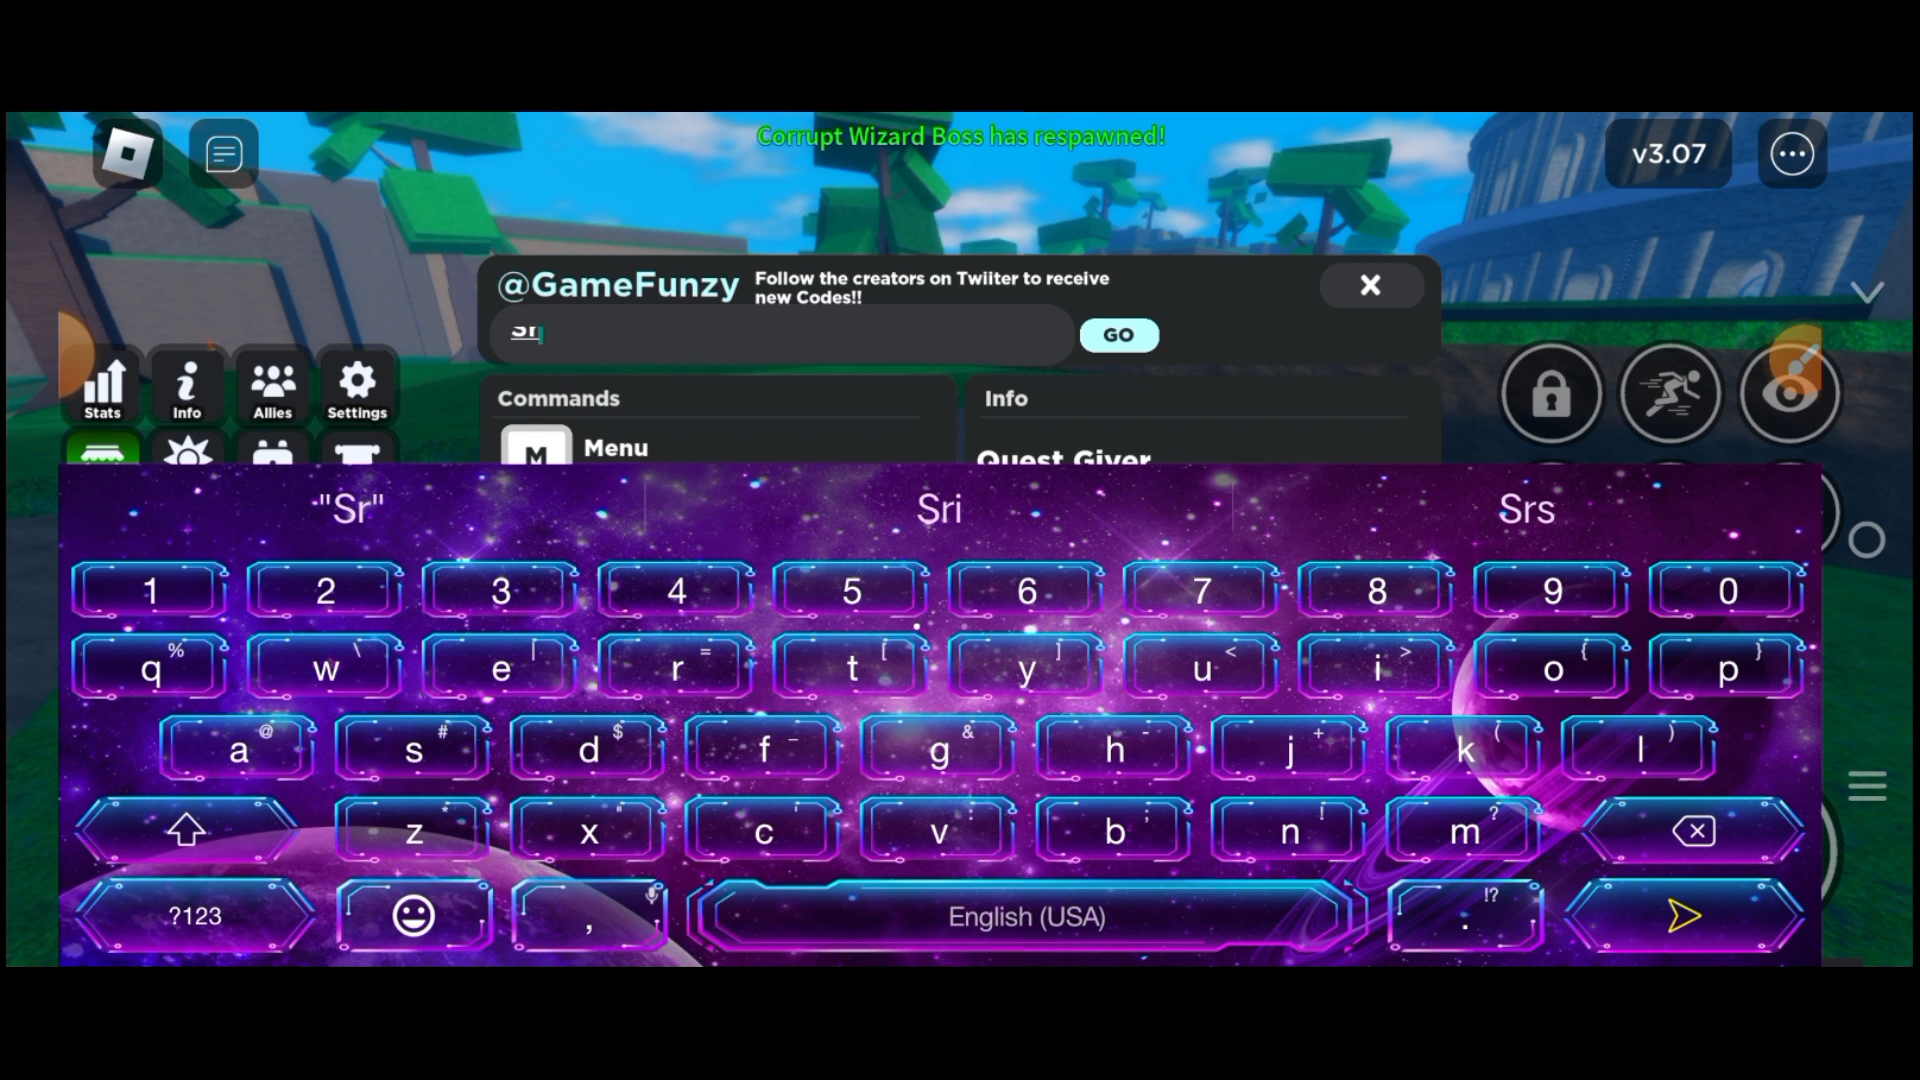 Corrupt Wizard Boss has respawned!
v3.07
@GameFunzy
Follow the creators on Twiiter to receive
new Codes!!
Sr
GO
Stats
Info
Allies
Settings
Commands
Info
M Menu
Quest Giver
"Sr" Sri Srs
1 2 3 4 5 6 7 8 9 0
q % w \ e | r = t [ y ] u < i > o { p }
a @ s # d $ f _ g & h - j + k ( l )
z * x " c ' v : b ; n ! m ?
?123 , English (USA) . !?